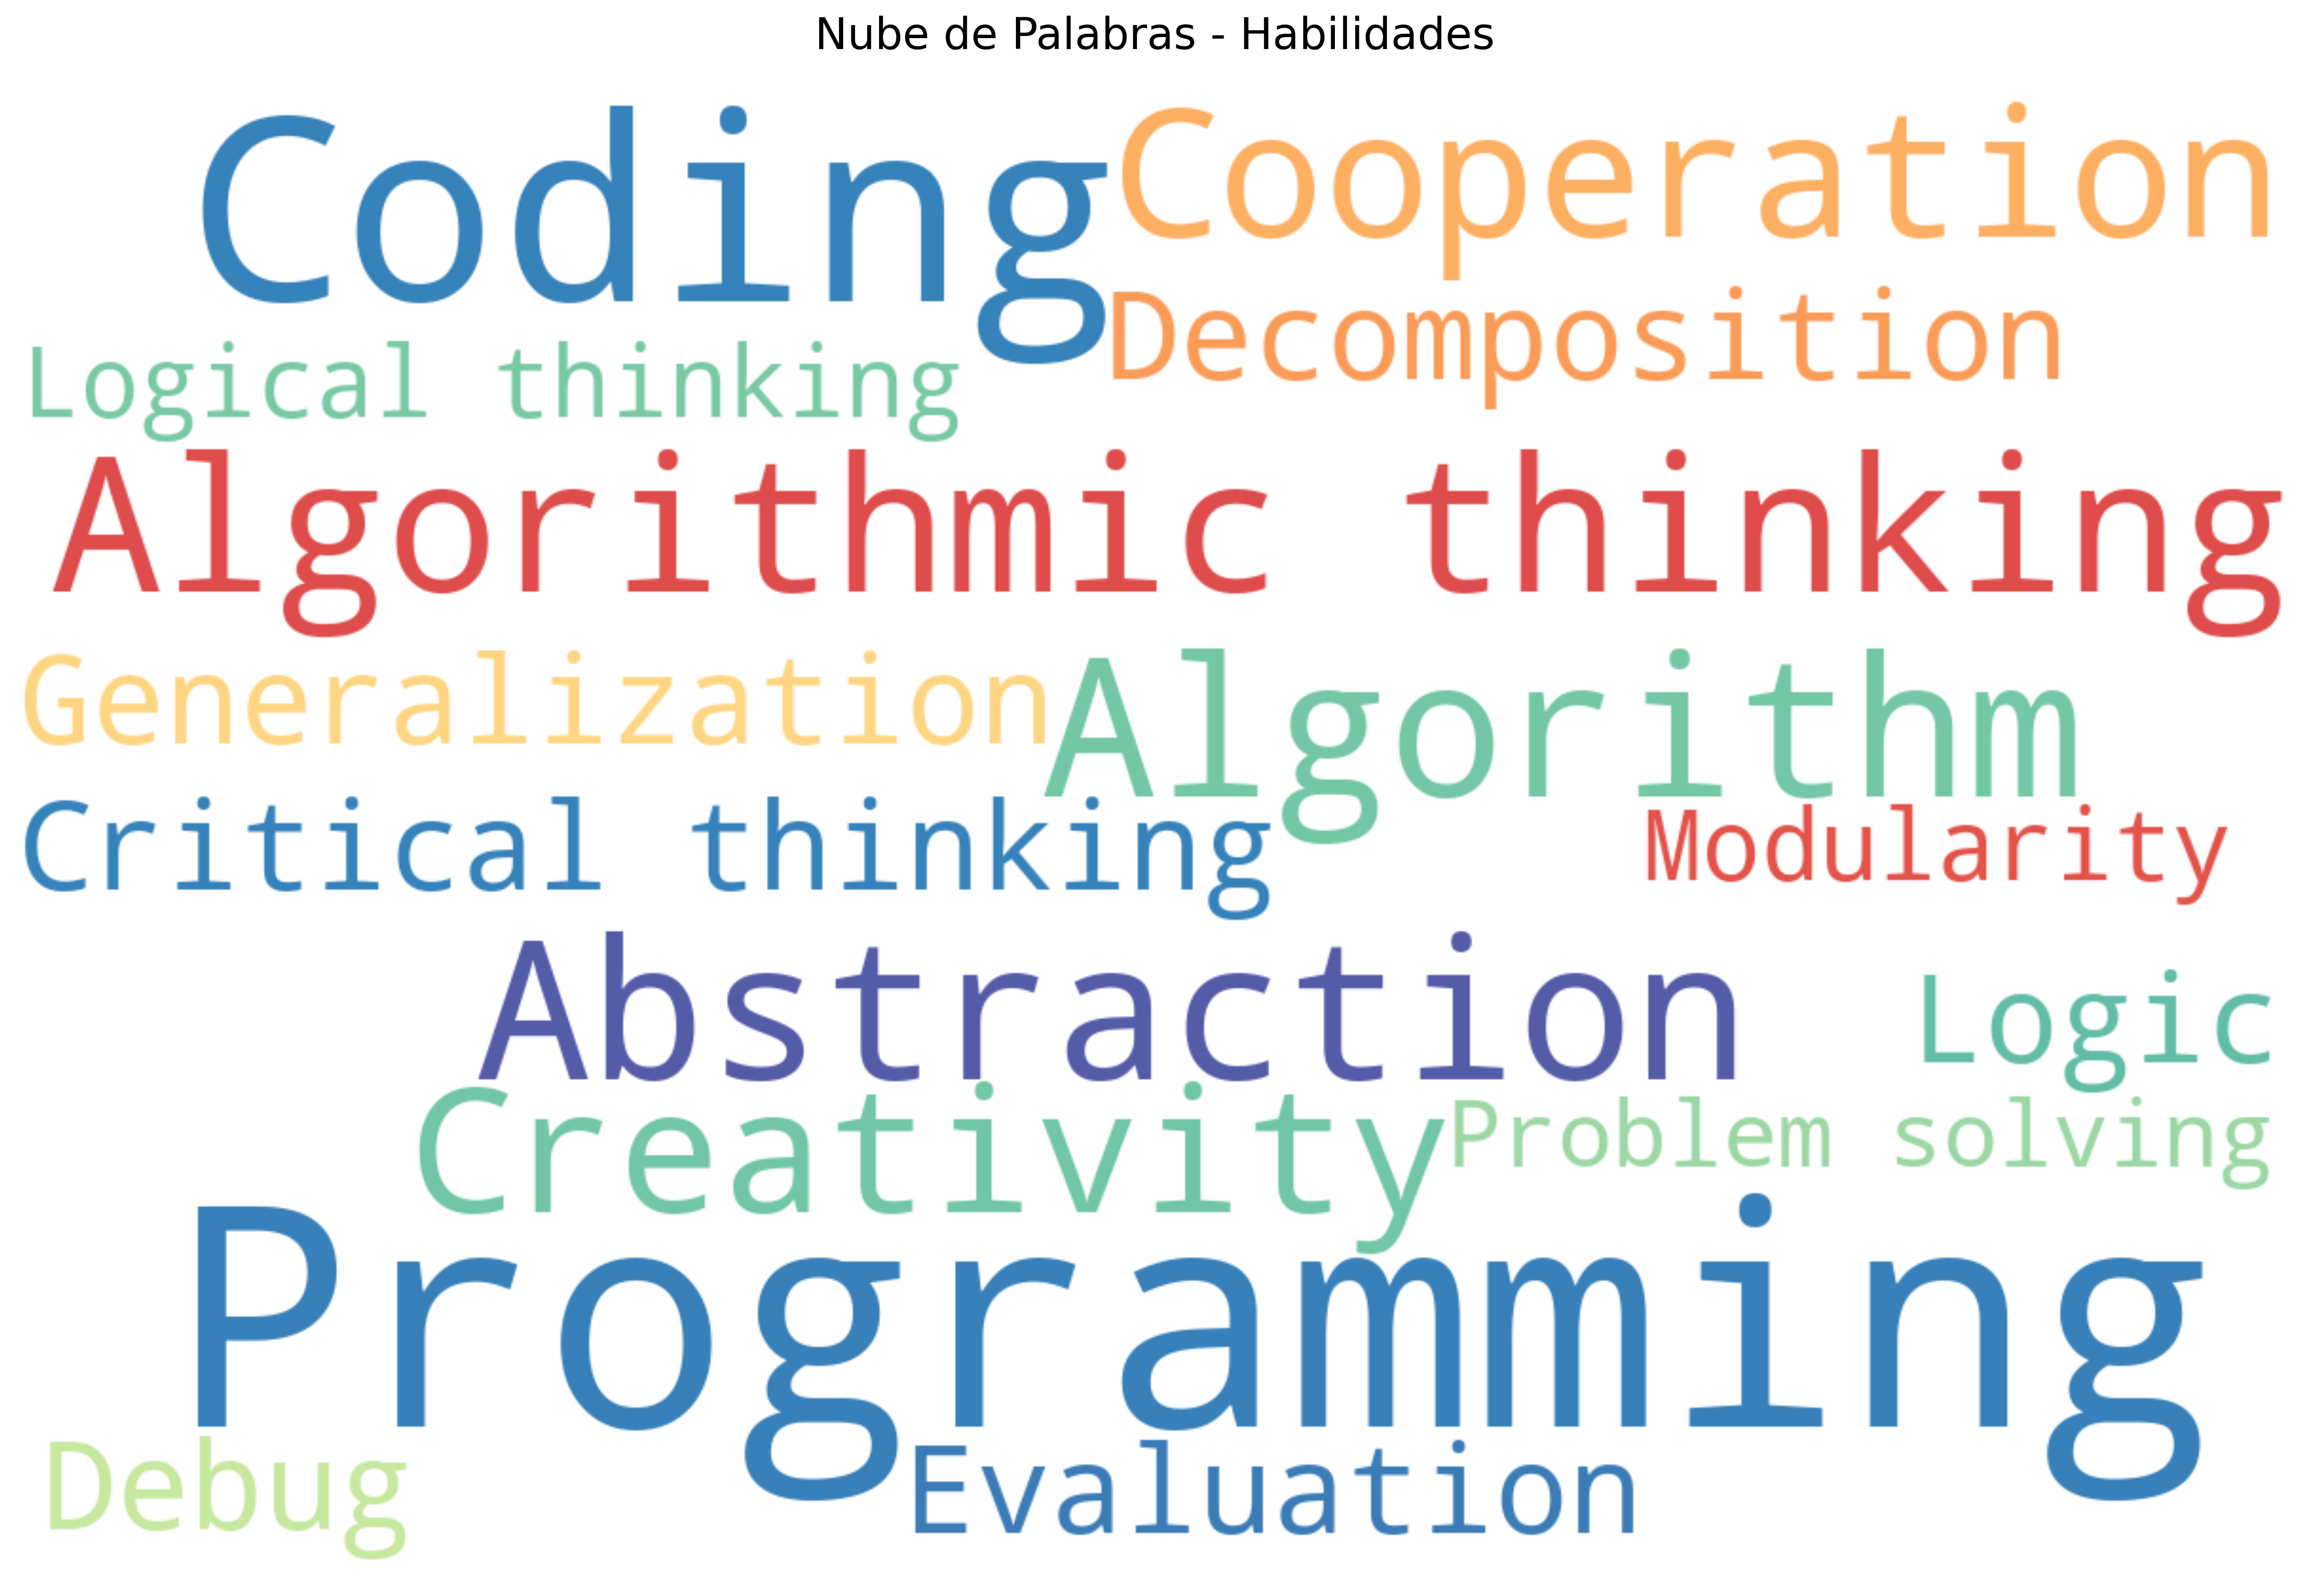 Nube de Palabras - Habilidades
Coding
Cooperation
Decomposition
Logical thinking
Algorithmic thinking
Generalization
Algorithm
Critical thinking
Modularity
Abstraction
Logic
Creativity
Problem solving
Programming
Debug
Evaluation